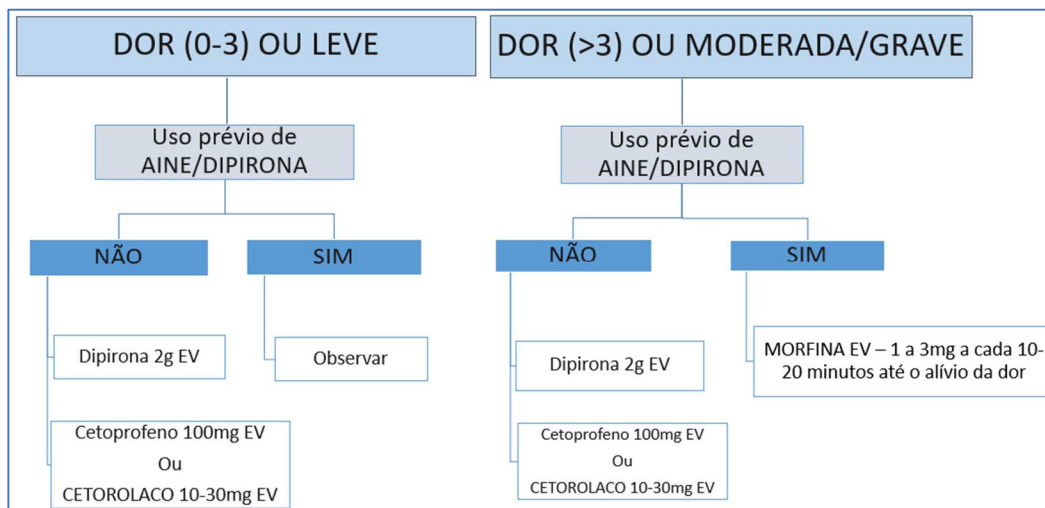 DOR (0-3) OU LEVE
Uso prévio de
AINE/DIPIRONA
NÃO
SIM
Dipirona 2g EV
Observar
Cetoprofeno 100mg EV
Ou
CETOROLACO 10-30mg EV
DOR (>3) OU MODERADA/GRAVE
Uso prévio de
AINE/DIPIRONA
NÃO
SIM
Dipirona 2g EV
MORFINA EV – 1 a 3mg a cada 10-
20 minutos até o alívio da dor
Cetoprofeno 100mg EV
Ou
CETOROLACO 10-30mg EV